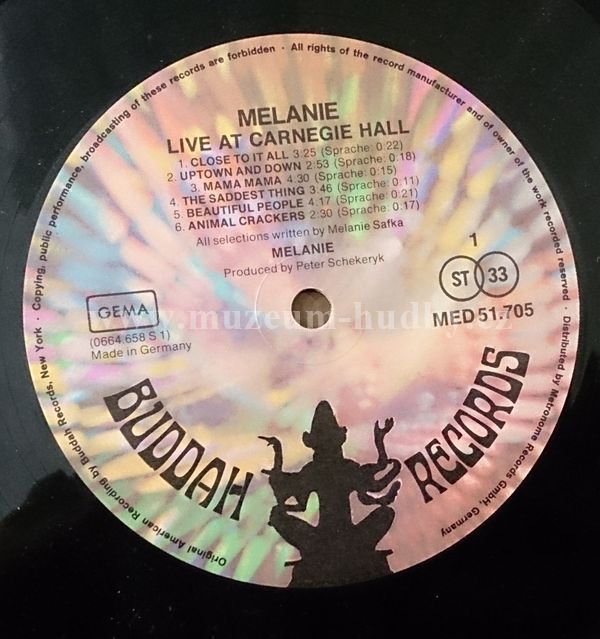 Original American Recording by Buddah Records, New York · Copying, public performance, broadcasting of these records are forbidden · All rights of the record manufacturer and of owner of the work recorded reserved · Distributed by Metronome Records GmbH, Germany
MELANIE
LIVE AT CARNEGIE HALL
1. CLOSE TO IT ALL 3:25 (Sprache: 0:22)
2. UPTOWN AND DOWN 2:53 (Sprache: 0:18)
3. MAMA MAMA 4.30 (Sprache: 0:15)
4. THE SADDEST THING 3:46 (Sprache: 0:11)
5. BEAUTIFUL PEOPLE 4.17 (Sprache: 0:21)
6. ANIMAL CRACKERS 2:30 (Sprache: 0:17)
All selections written by Melanie Safka
MELANIE
Produced by Peter Schekeryk
1
ST 33
MED 51.705
GEMA
(0664.658 S 1)
Made in Germany
www.muzeum-hudby.cz
BUDDAH RECORDS